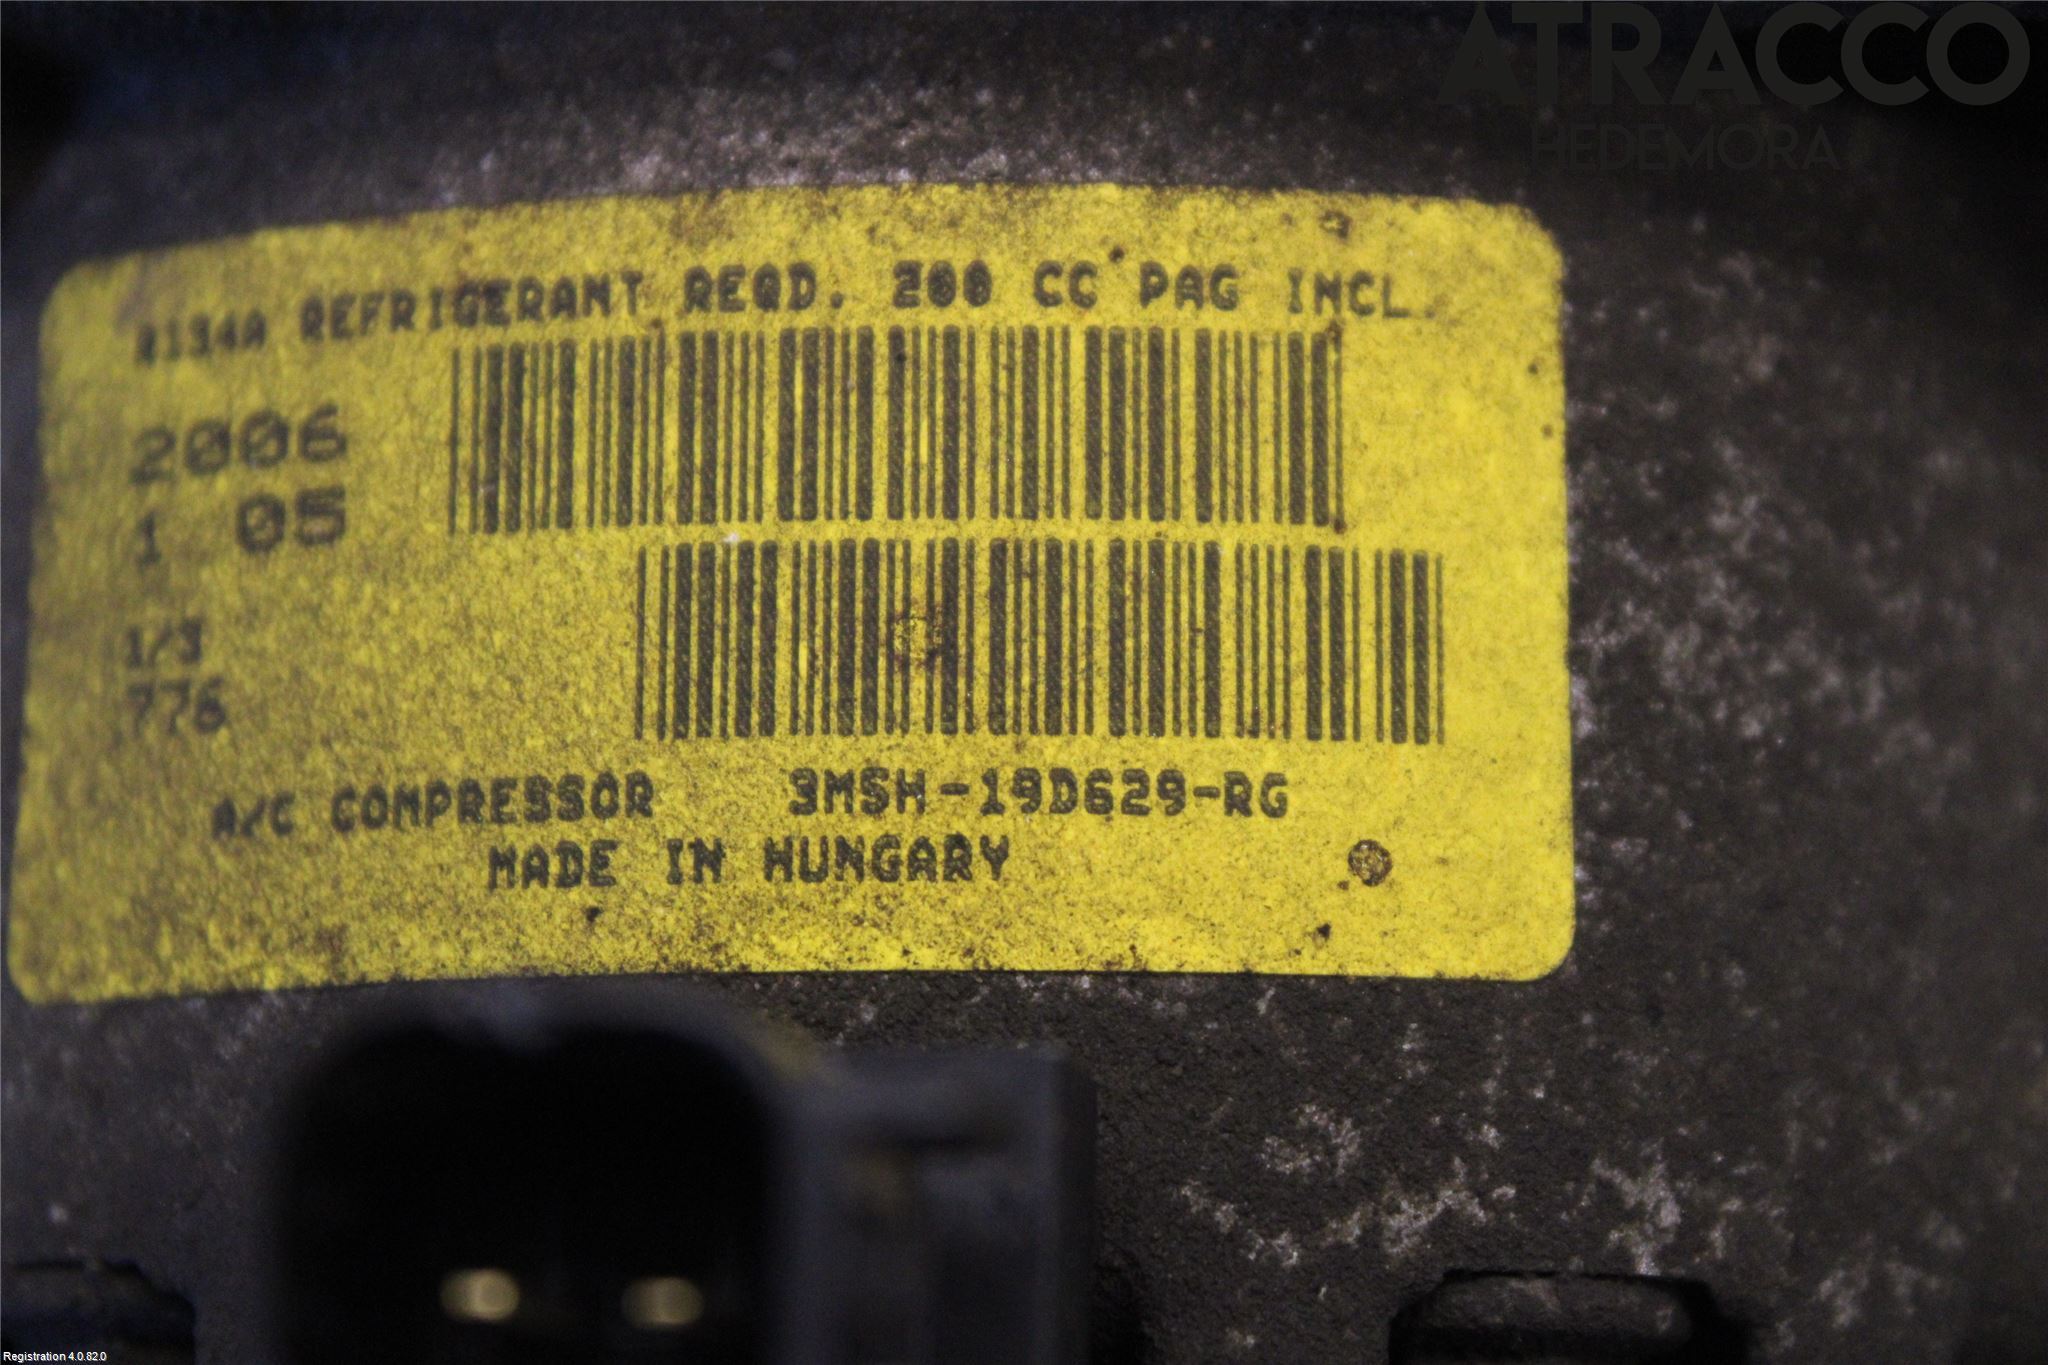 ATRACCO
HEDEMORA
R134A REFRIGERANT REQD. 200 CC PAG INCL.
2006
1 05
1/3
776
A/C COMPRESSOR 3M5H-19D629-RG
MADE IN HUNGARY
Registration 4.0.82.0